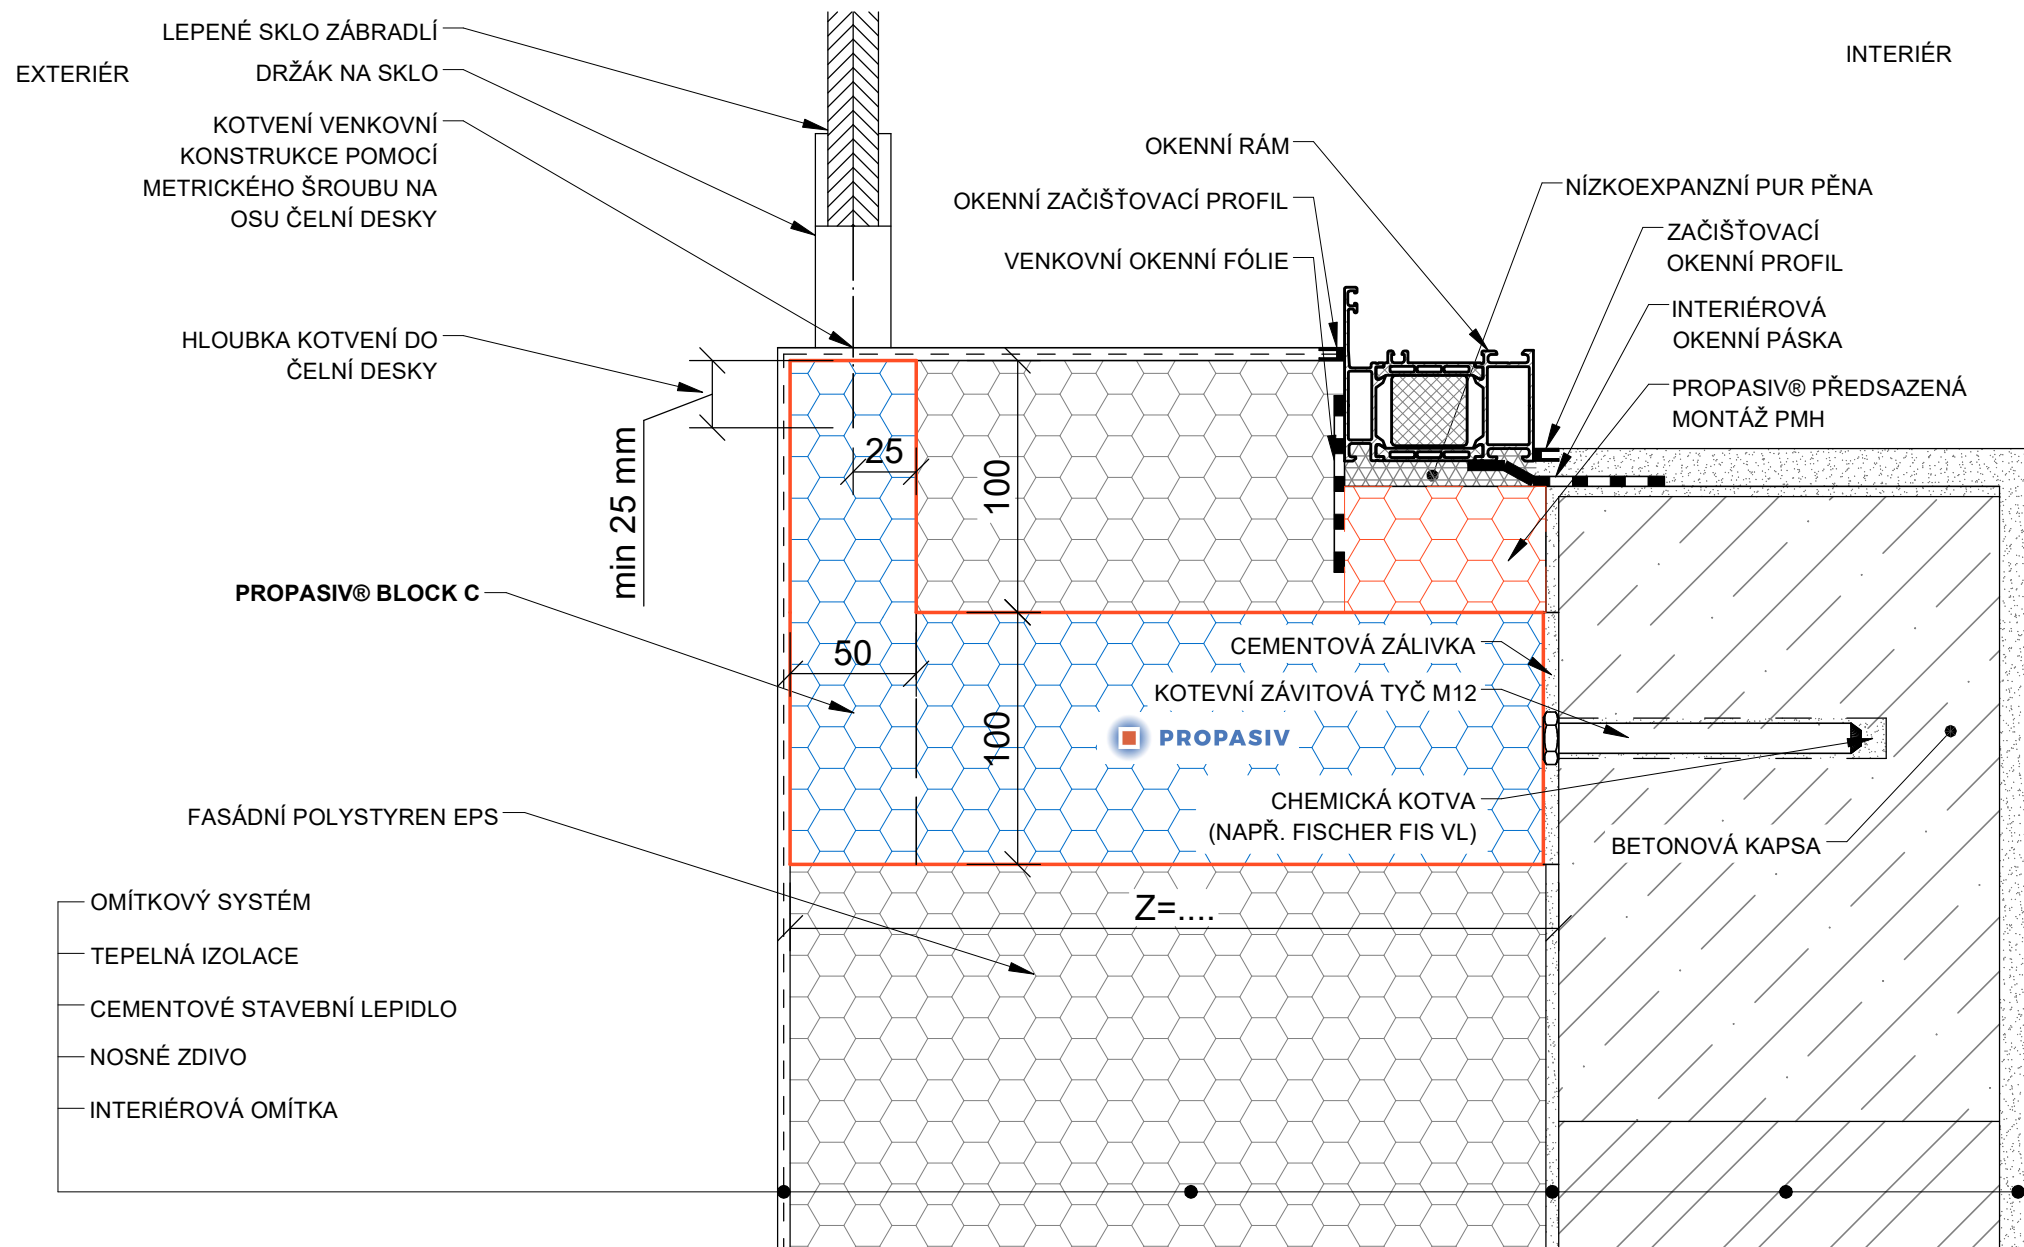 LEPENÉ SKLO ZÁBRADLÍ
EXTERIÉR
DRŽÁK NA SKLO
KOTVENÍ VENKOVNÍ
KONSTRUKCE POMOCÍ
METRICKÉHO ŠROUBU NA
OSU ČELNÍ DESKY
HLOUBKA KOTVENÍ DO
ČELNÍ DESKY
min 25 mm
PROPASIV® BLOCK C
FASÁDNÍ POLYSTYREN EPS
OMÍTKOVÝ SYSTÉM
TEPELNÁ IZOLACE
CEMENTOVÉ STAVEBNÍ LEPIDLO
NOSNÉ ZDIVO
INTERIÉROVÁ OMÍTKA
25
100
50
100
Z=....
INTERIÉR
OKENNÍ RÁM
OKENNÍ ZAČIŠŤOVACÍ PROFIL
VENKOVNÍ OKENNÍ FÓLIE
NÍZKOEXPANZNÍ PUR PĚNA
ZAČIŠŤOVACÍ
OKENNÍ PROFIL
INTERIÉROVÁ
OKENNÍ PÁSKA
PROPASIV® PŘEDSAZENÁ
MONTÁŽ PMH
CEMENTOVÁ ZÁLIVKA
KOTEVNÍ ZÁVITOVÁ TYČ M12
PROPASIV
CHEMICKÁ KOTVA
(NAPŘ. FISCHER FIS VL)
BETONOVÁ KAPSA